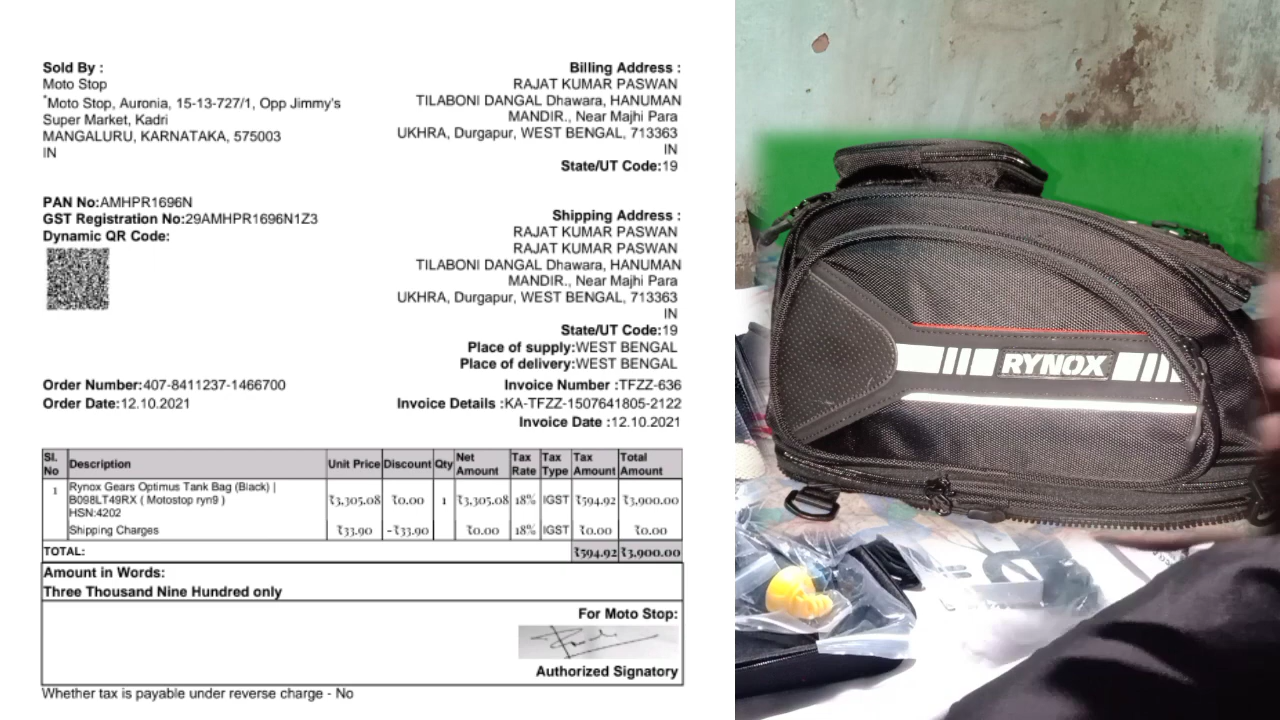 Sold By :
Moto Stop
*Moto Stop, Auronia, 15-13-727/1, Opp Jimmy's
Super Market, Kadri
MANGALURU, KARNATAKA, 575003
IN
Billing Address :
RAJAT KUMAR PASWAN
TILABONI DANGAL Dhawara, HANUMAN
MANDIR., Near Majhi Para
UKHRA, Durgapur, WEST BENGAL, 713363
IN
State/UT Code:19
PAN No:AMHPR1696N
GST Registration No:29AMHPR1696N1Z3
Dynamic QR Code:
Shipping Address :
RAJAT KUMAR PASWAN
RAJAT KUMAR PASWAN
TILABONI DANGAL Dhawara, HANUMAN
MANDIR., Near Majhi Para
UKHRA, Durgapur, WEST BENGAL, 713363
IN
State/UT Code:19
Place of supply:WEST BENGAL
Place of delivery:WEST BENGAL
Order Number:407-8411237-1466700
Order Date:12.10.2021
Invoice Number :TFZZ-636
Invoice Details :KA-TFZZ-1507641805-2122
Invoice Date :12.10.2021
Sl. No Description Unit Price Discount Qty Net Amount Tax Rate Tax Type Tax Amount Total Amount
1 Rynox Gears Optimus Tank Bag (Black) | ₹3,305.08 ₹0.00 1 ₹3,305.08 18% IGST ₹594.92 ₹3,900.00
B098LT49RX ( Motostop ryn9 )
HSN:4202
Shipping Charges ₹33.90 -₹33.90 ₹0.00 18% IGST ₹0.00 ₹0.00
TOTAL: ₹594.92 ₹3,900.00
Amount in Words:
Three Thousand Nine Hundred only
For Moto Stop:
Authorized Signatory
Whether tax is payable under reverse charge - No
RYNOX